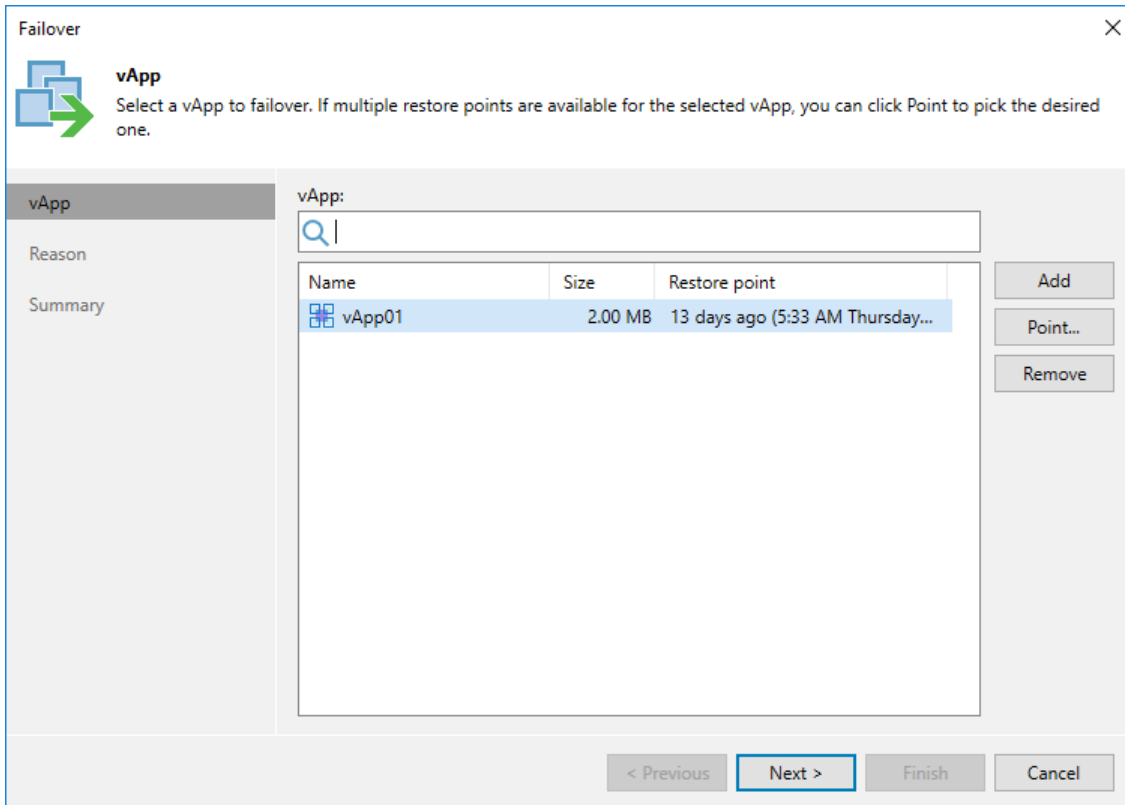 Failover
vApp
Select a vApp to failover. If multiple restore points are available for the selected vApp, you can click Point to pick the desired
one.
vApp
Reason
Summary
vApp:
Name Size Restore point
vApp01 2.00 MB 13 days ago (5:33 AM Thursday...
Add
Point...
Remove
< Previous Next > Finish Cancel